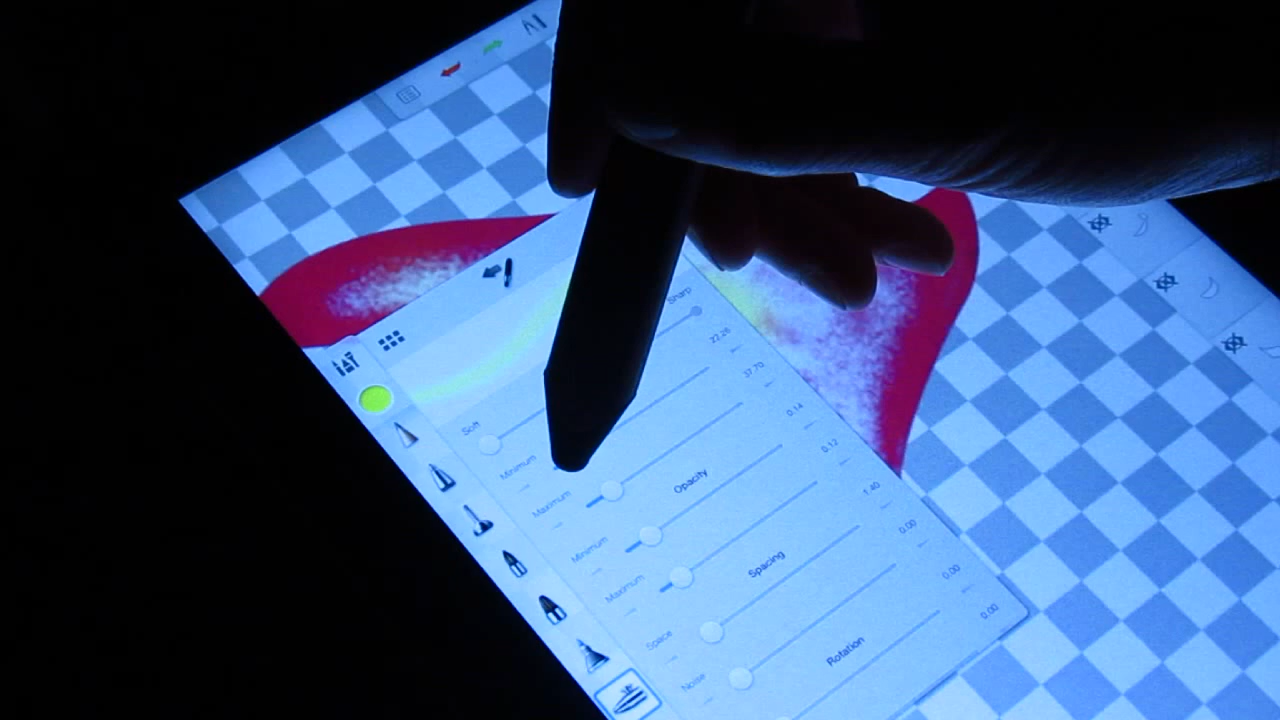 Sharp
Soft
22.26
Minimum
37.70
Maximum
Opacity
0.14
Minimum
0.12
Maximum
Spacing
1.40
Space
0.00
Noise
Rotation
0.00
0.00